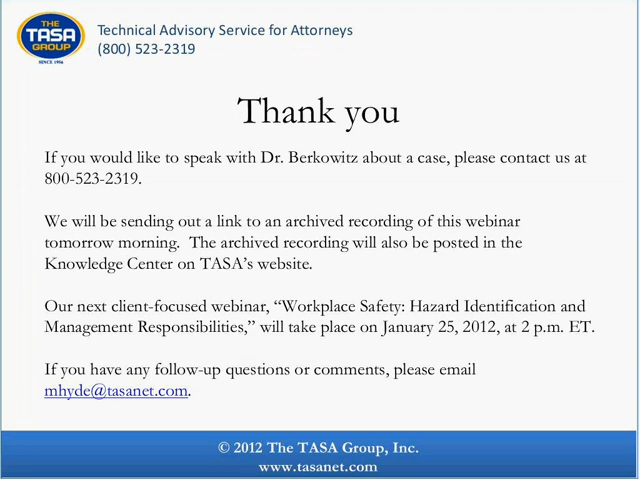 THE
TASA
GROUP
SINCE 1956
Technical Advisory Service for Attorneys
(800) 523-2319
Thank you
If you would like to speak with Dr. Berkowitz about a case, please contact us at
800-523-2319.
We will be sending out a link to an archived recording of this webinar
tomorrow morning.  The archived recording will also be posted in the
Knowledge Center on TASA’s website.
Our next client-focused webinar, “Workplace Safety: Hazard Identification and
Management Responsibilities,” will take place on January 25, 2012, at 2 p.m. ET.
If you have any follow-up questions or comments, please email
mhyde@tasanet.com.
© 2012 The TASA Group, Inc.
www.tasanet.com